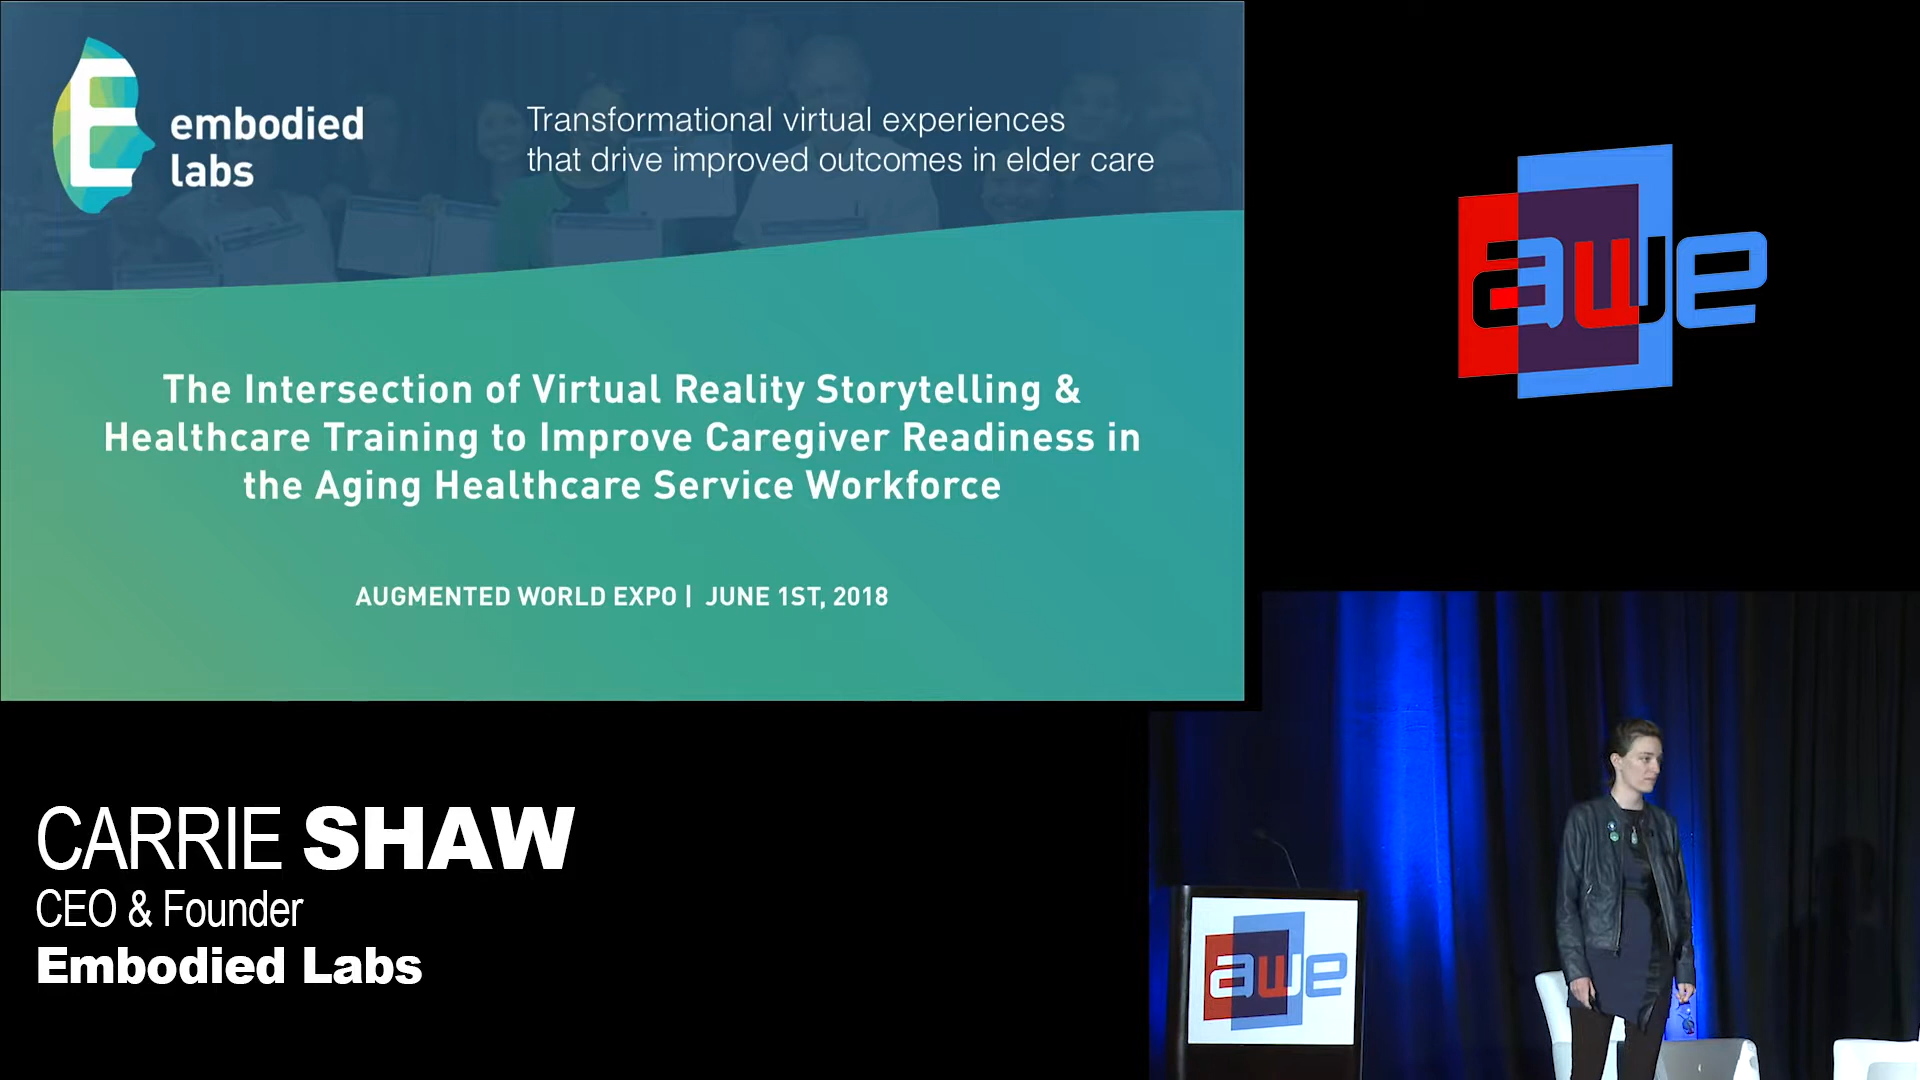 E
embodied
labs
Transformational virtual experiences
that drive improved outcomes in elder care
The Intersection of Virtual Reality Storytelling &
Healthcare Training to Improve Caregiver Readiness in
the Aging Healthcare Service Workforce
AUGMENTED WORLD EXPO | JUNE 1ST, 2018
awe
CARRIE SHAW
CEO & Founder
Embodied Labs
awe